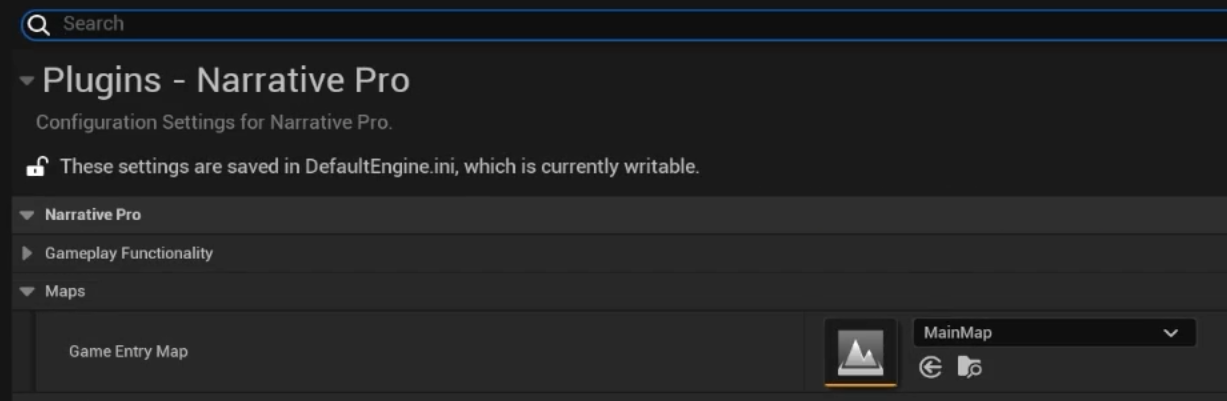 Search
Plugins - Narrative Pro
Configuration Settings for Narrative Pro.
These settings are saved in DefaultEngine.ini, which is currently writable.
Narrative Pro
Gameplay Functionality
Maps
Game Entry Map
MainMap